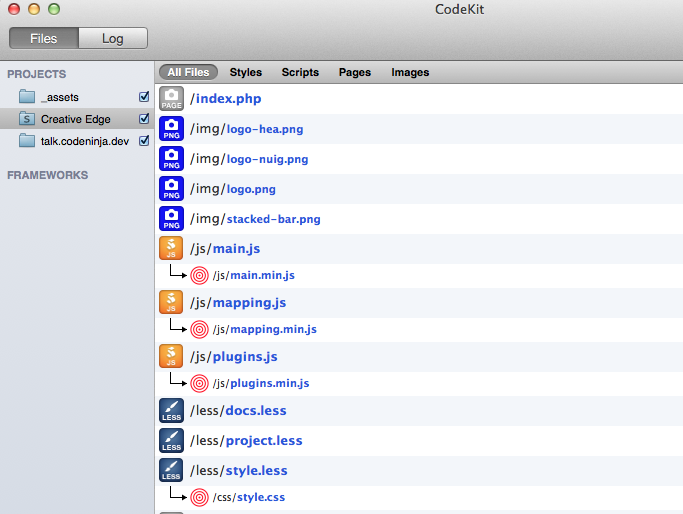 CodeKit
Files Log
PROJECTS
_assets
S Creative Edge
talk.codeninja.dev
FRAMEWORKS
All Files Styles Scripts Pages Images
PAGE /index.php
PNG /img/logo-hea.png
PNG /img/logo-nuig.png
PNG /img/logo.png
PNG /img/stacked-bar.png
JS /js/main.js
/js/main.min.js
JS /js/mapping.js
/js/mapping.min.js
JS /js/plugins.js
/js/plugins.min.js
LESS /less/docs.less
LESS /less/project.less
LESS /less/style.less
/css/style.css